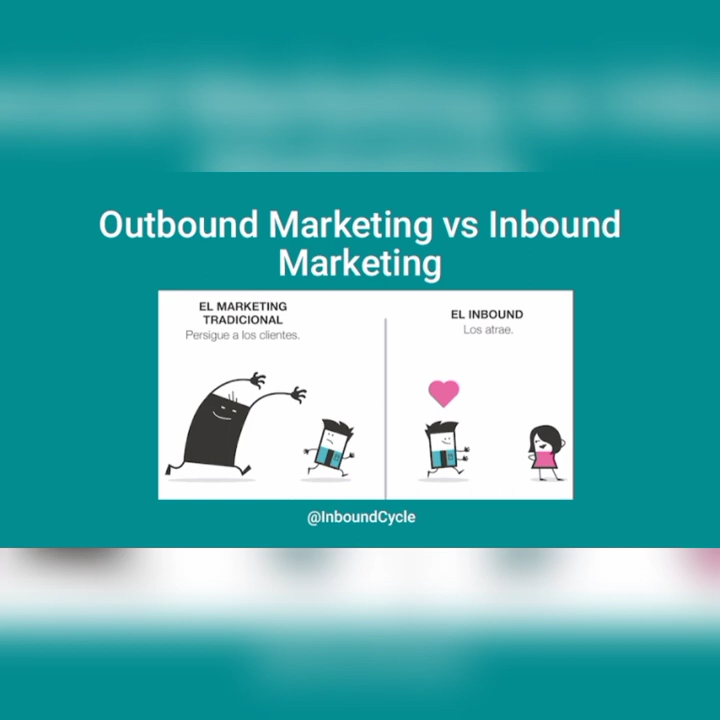 Outbound Marketing vs Inbound
Marketing
EL MARKETING
TRADICIONAL
Persigue a los clientes.
EL INBOUND
Los atrae.
@InboundCycle